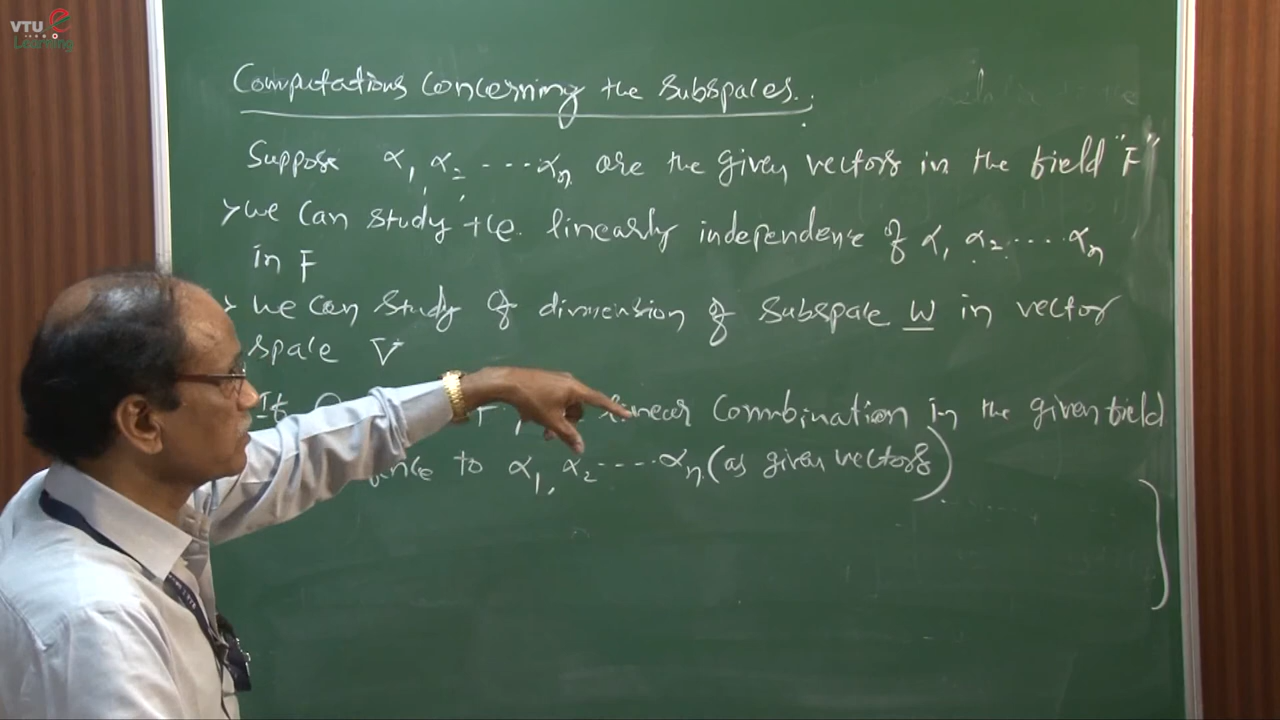 VTU e
Learning
Computations Concerning the Subspaces.
Suppose α₁, α₂ ----αₙ are the given vectors in the field "F"
> we can study the linearly independence of α₁, α₂ ---- αₙ
in F
> we can study of dimension of subspace W in vector
space V
If linear Combination in the given field
to α₁, α₂ ----αₙ (as given vectors)